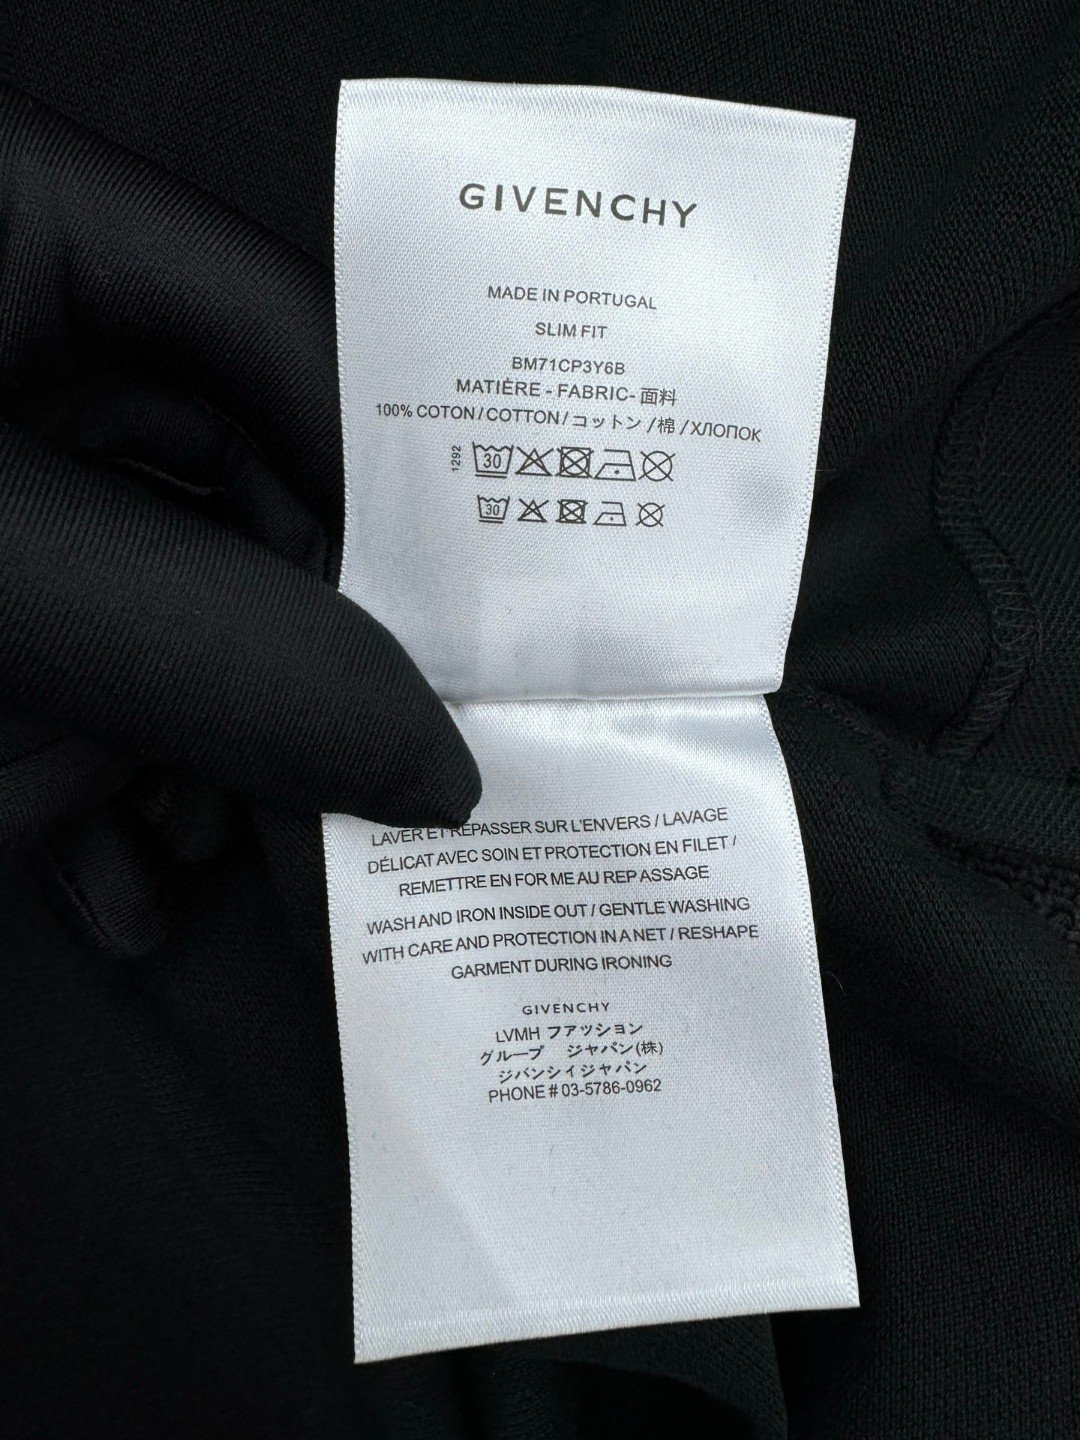 GIVENCHY
MADE IN PORTUGAL
SLIM FIT
BM71CP3Y6B
MATIÈRE - FABRIC- 面料
100% COTON / COTTON / コットン / 棉 / ХЛОПОК
1292
30
30
LAVER ET REPASSER SUR L'ENVERS / LAVAGE
DÉLICAT AVEC SOIN ET PROTECTION EN FILET /
REMETTRE EN FOR ME AU REP ASSAGE
WASH AND IRON INSIDE OUT / GENTLE WASHING
WITH CARE AND PROTECTION IN A NET / RESHAPE
GARMENT DURING IRONING
GIVENCHY
LVMH ファッション
グループ ジャパン(株)
ジバンシイジャパン
PHONE # 03-5786-0962